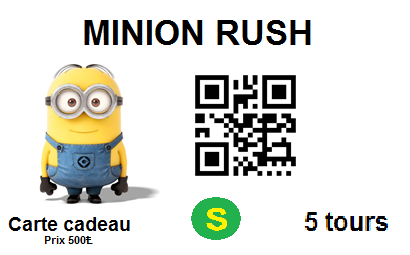 MINION RUSH
Carte cadeau
Prix 500₤
S
5 tours